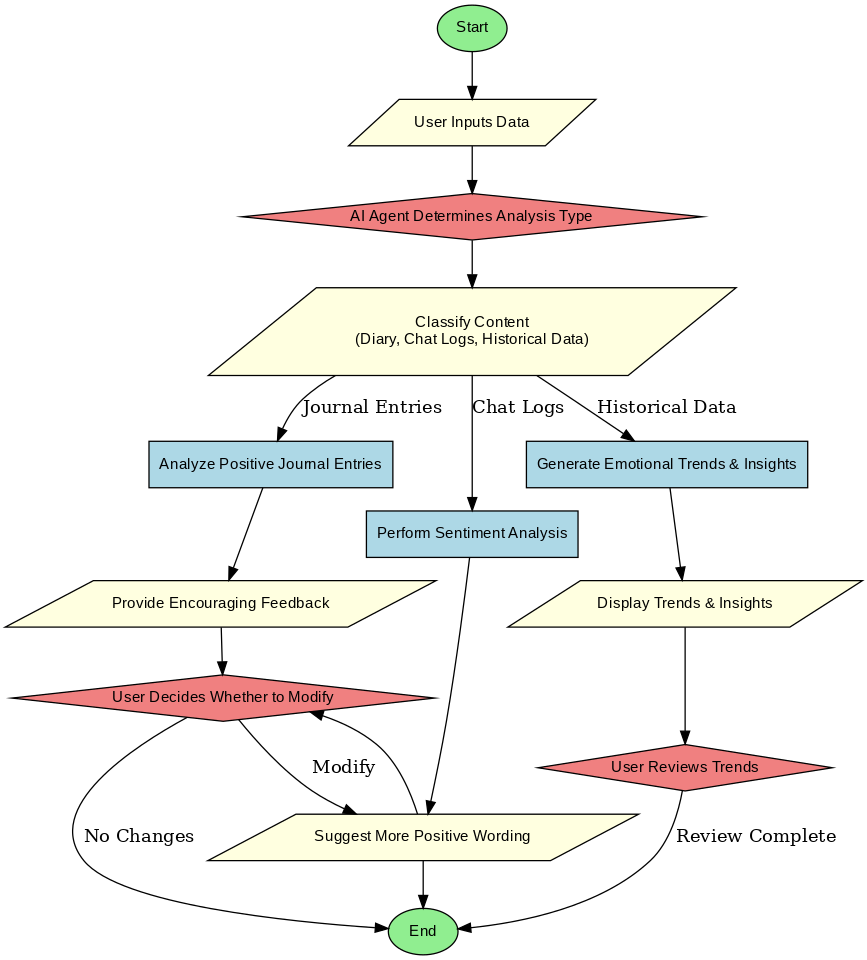 Start
User Inputs Data
AI Agent Determines Analysis Type
Classify Content
(Diary, Chat Logs, Historical Data)
Journal Entries
Chat Logs
Historical Data
Analyze Positive Journal Entries
Generate Emotional Trends & Insights
Perform Sentiment Analysis
Provide Encouraging Feedback
Display Trends & Insights
User Decides Whether to Modify
Modify
User Reviews Trends
No Changes
Suggest More Positive Wording
Review Complete
End